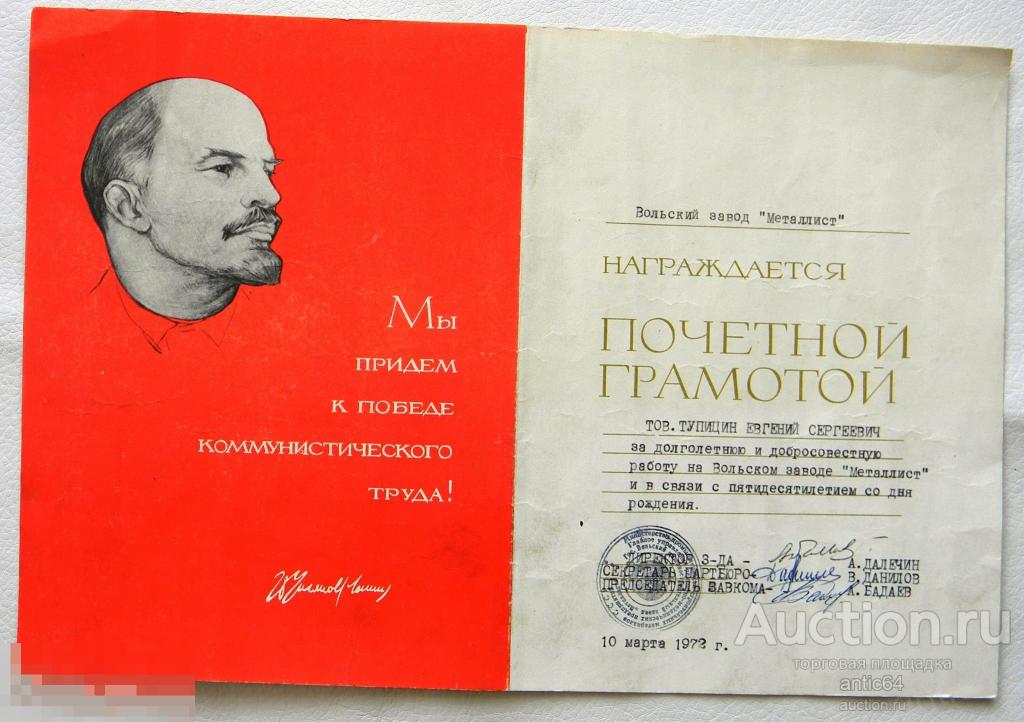 Мы
придем
к победе
коммунистического
труда!
Вольский завод "Металлист"
НАГРАЖДАЕТСЯ
ПОЧЕТНОЙ
ГРАМОТОЙ
ТОВ.ТУПИЦИН ЕВГЕНИЙ СЕРГЕЕВИЧ
за долголетнюю и добросовестную
работу на Вольском заводе "Металлист"
и в связи с пятидесятилетием со дня
рождения.
ДИРЕКТОР З-ДА - А.ДАЛЕЧИН
СЕКРЕТАРЬ ПАРТБЮРО- В.ДАНИЛОВ
ПРЕДСЕДАТЕЛЬ ЗАВКОМА- К.БАДАЕВ
10 марта 1972 г.
Auction.ru
торговая площадка
antic64
auction.ru